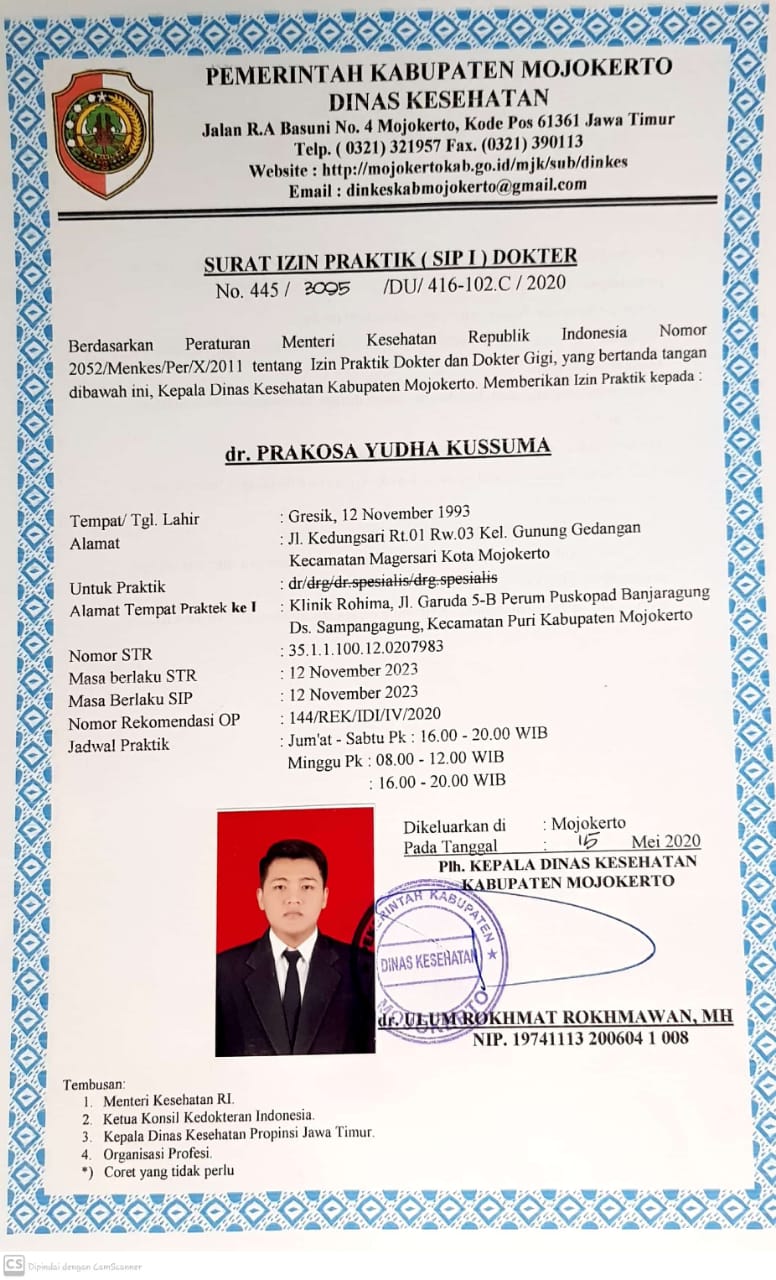 PEMERINTAH KABUPATEN MOJOKERTO
DINAS KESEHATAN
Jalan R.A Basuni No. 4 Mojokerto, Kode Pos 61361 Jawa Timur
Telp. ( 0321) 321957 Fax. (0321) 390113
Website : http://mojokertokab.go.id/mjk/sub/dinkes
Email : dinkeskabmojokerto@gmail.com
SURAT IZIN PRAKTIK ( SIP I ) DOKTER
No. 445 / 3095 /DU/ 416-102.C / 2020
Berdasarkan Peraturan Menteri Kesehatan Republik Indonesia Nomor
2052/Menkes/Per/X/2011 tentang Izin Praktik Dokter dan Dokter Gigi, yang bertanda tangan
dibawah ini, Kepala Dinas Kesehatan Kabupaten Mojokerto. Memberikan Izin Praktik kepada :
dr. PRAKOSA YUDHA KUSSUMA
Tempat/ Tgl. Lahir : Gresik, 12 November 1993
Alamat : Jl. Kedungsari Rt.01 Rw.03 Kel. Gunung Gedangan
Kecamatan Magersari Kota Mojokerto
Untuk Praktik : dr/drg/dr.spesialis/drg.spesialis
Alamat Tempat Praktek ke I : Klinik Rohima, Jl. Garuda 5-B Perum Puskopad Banjaragung
Ds. Sampangagung, Kecamatan Puri Kabupaten Mojokerto
Nomor STR : 35.1.1.100.12.0207983
Masa berlaku STR : 12 November 2023
Masa Berlaku SIP : 12 November 2023
Nomor Rekomendasi OP : 144/REK/IDI/IV/2020
Jadwal Praktik : Jum'at - Sabtu Pk : 16.00 - 20.00 WIB
Minggu Pk : 08.00 - 12.00 WIB
: 16.00 - 20.00 WIB
Dikeluarkan di : Mojokerto
Pada Tanggal : 15 Mei 2020
Plh. KEPALA DINAS KESEHATAN
KABUPATEN MOJOKERTO
PEMERINTAH KABUPATEN
DINAS KESEHATAN
MOJOKERTO
dr. ULUM ROKHMAT ROKHMAWAN, MH
NIP. 19741113 200604 1 008
Tembusan:
1. Menteri Kesehatan RI.
2. Ketua Konsil Kedokteran Indonesia.
3. Kepala Dinas Kesehatan Propinsi Jawa Timur.
4. Organisasi Profesi.
*) Coret yang tidak perlu
CS Dipindai dengan CamScanner